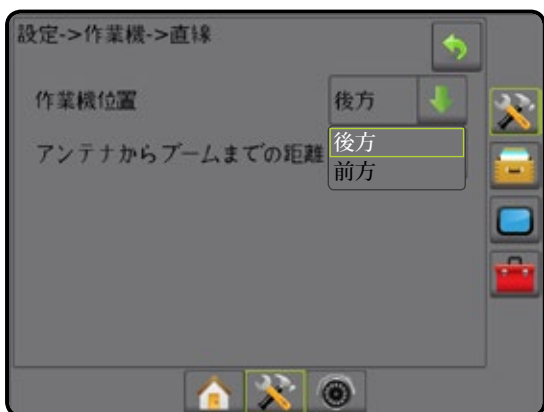 設定->作業機->直線
作業機位置
後方
アンテナからブームまでの距離
後方
前方